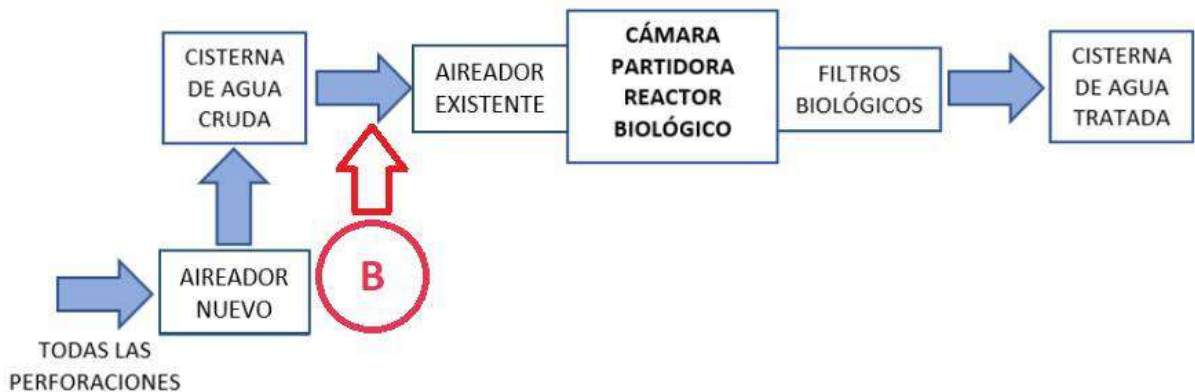 TODAS LAS
PERFORACIONES
AIREADOR
NUEVO
CISTERNA
DE AGUA
CRUDA
B
AIREADOR
EXISTENTE
CÁMARA
PARTIDORA
REACTOR
BIOLÓGICO
FILTROS
BIOLÓGICOS
CISTERNA
DE AGUA
TRATADA